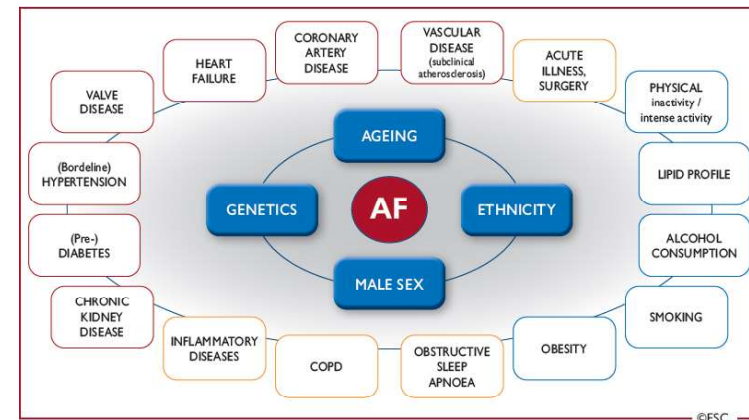 CORONARY
ARTERY
DISEASE
VASCULAR
DISEASE
(subclinical
atherosclerosis)
HEART
FAILURE
ACUTE
ILLNESS,
SURGERY
VALVE
DISEASE
PHYSICAL
inactivity /
intense activity
AGEING
(Bordeline)
HYPERTENSION
LIPID PROFILE
GENETICS
AF
ETHNICITY
(Pre-)
DIABETES
ALCOHOL
CONSUMPTION
MALE SEX
CHRONIC
KIDNEY
DISEASE
SMOKING
INFLAMMATORY
DISEASES
COPD
OBSTRUCTIVE
SLEEP
APNOEA
OBESITY
©ESC